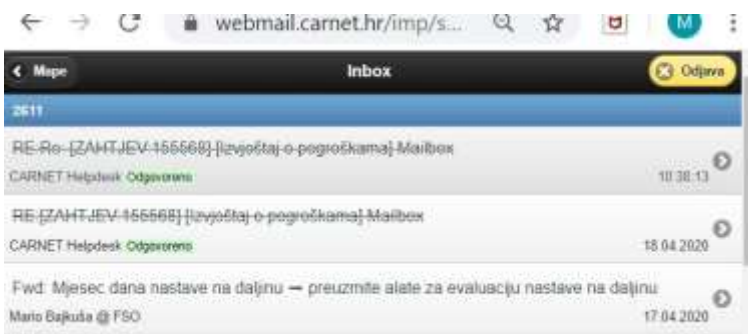 webmail.carnet.hr/imp/s...
M
Mape
Inbox
Odjava
2611
RE Re: [ZAHTJEV 155568] [Izvještaj o pogroškama] Mailbox
CARNET Helpdesk Odgovoreno
10:38:13
RE [ZAHTJEV 155568] [Izvještaj o pogroškama] Mailbox
CARNET Helpdesk Odgovoreno
18.04.2020
Fwd: Mjesec dana nastave na daljinu — preuzmite alate za evaluaciju nastave na daljinu
Mario Bajkuša @ FSO
17.04.2020